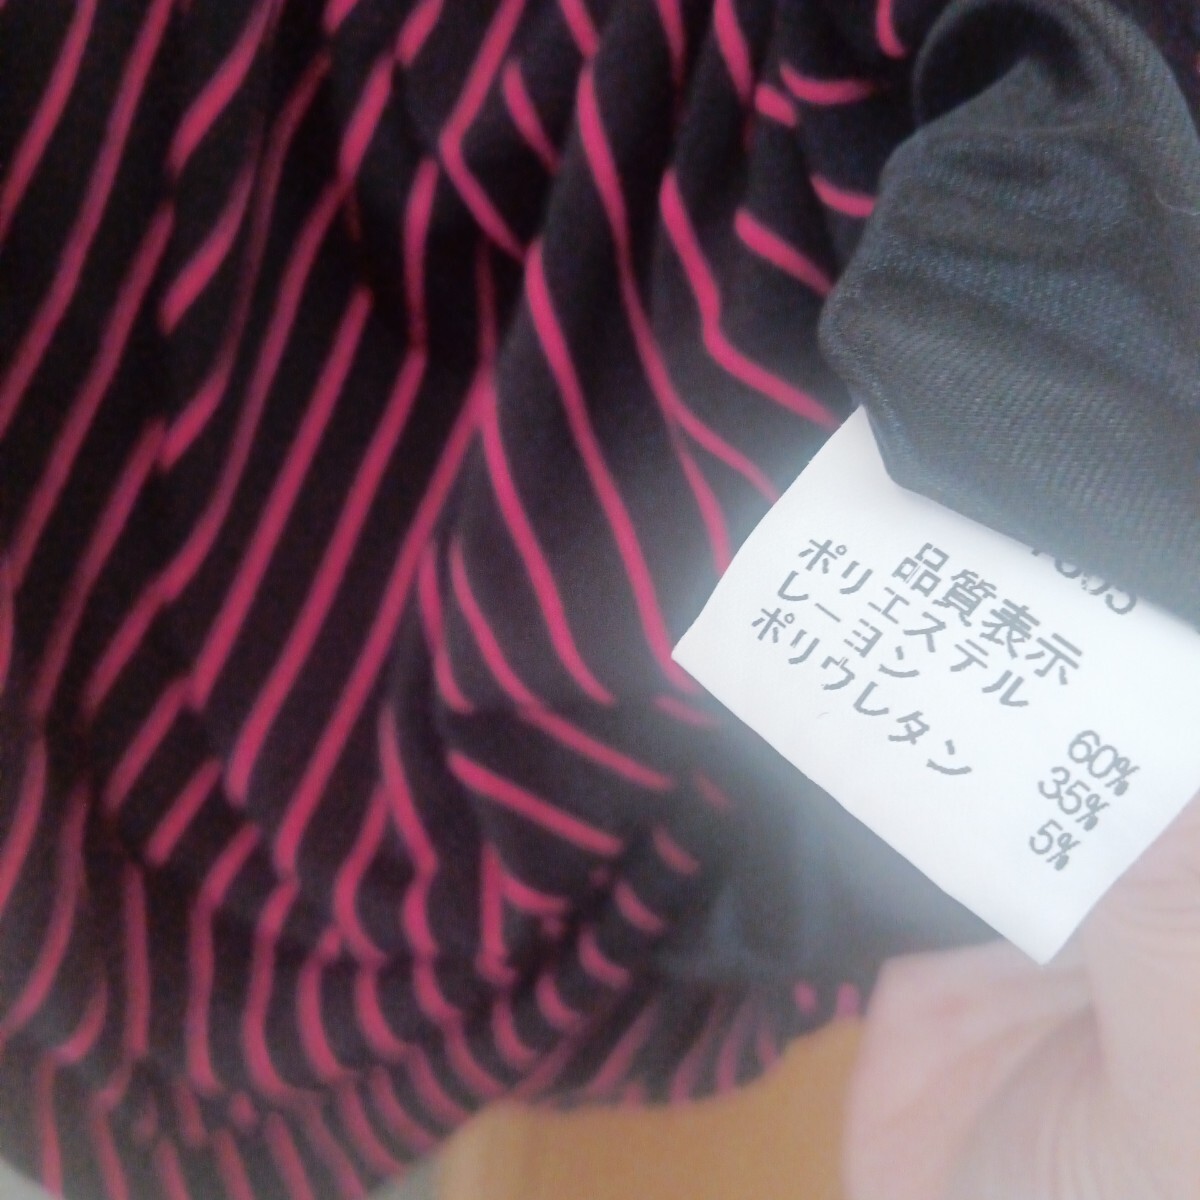 品質表示
ポリエステル 60%
レーヨン 35%
ポリウレタン 5%